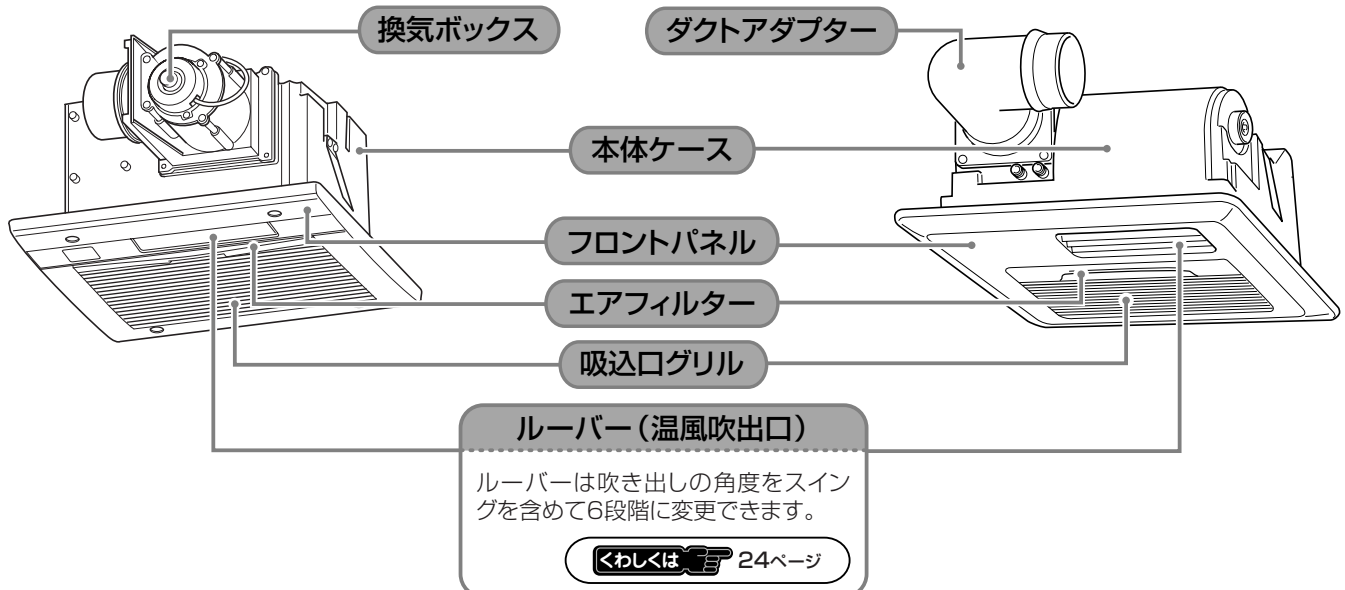 換気ボックス
ダクトアダプター
本体ケース
フロントパネル
エアフィルター
吸込口グリル
ルーバー（温風吹出口）
ルーバーは吹き出しの角度をスイン
グを含めて6段階に変更できます。
くわしくは 24ページ